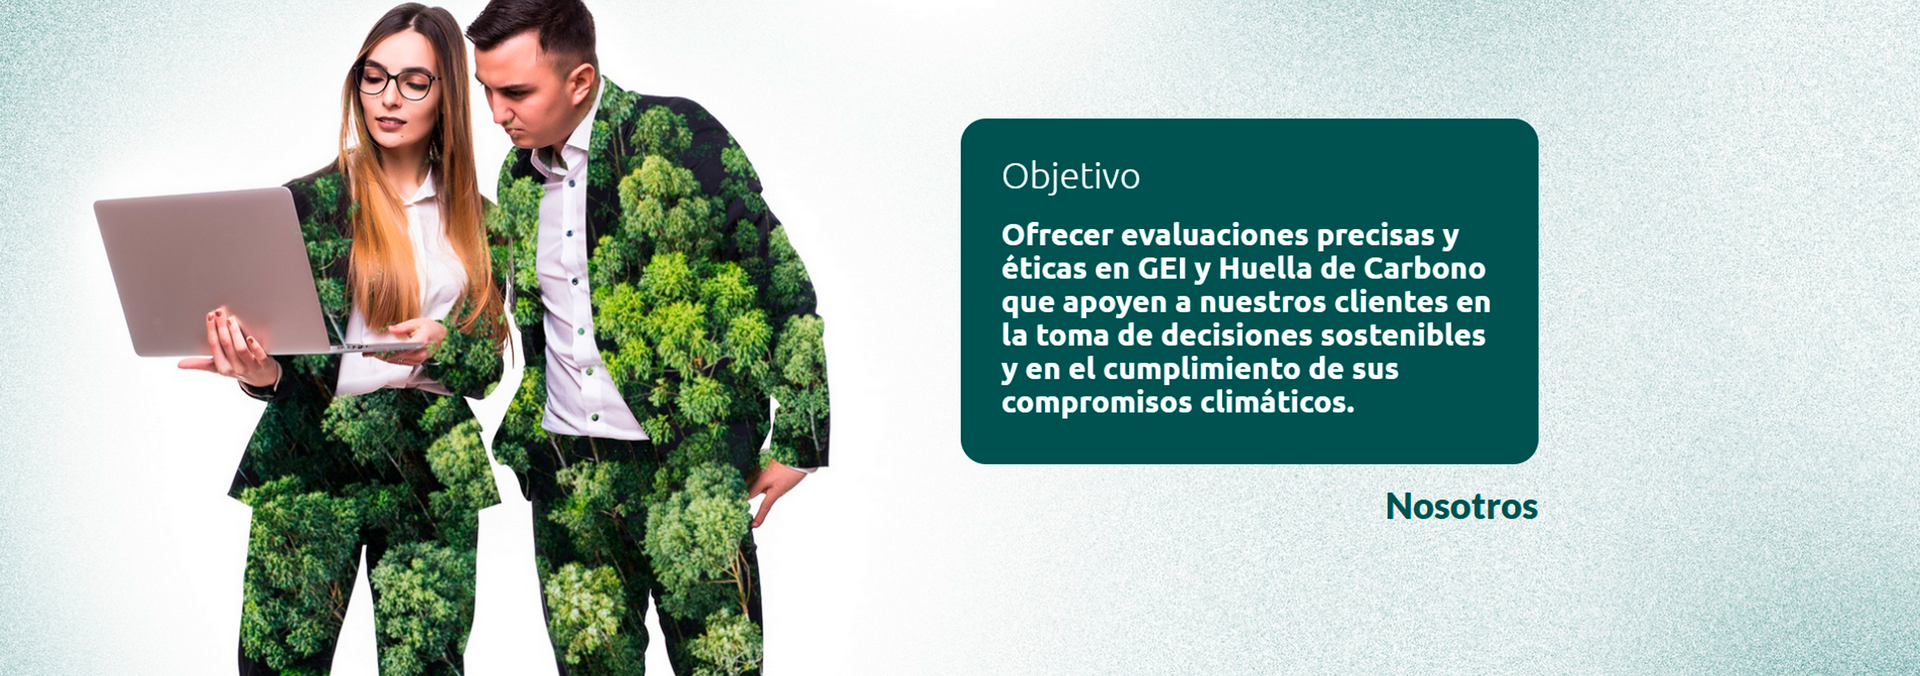 Objetivo
Ofrecer evaluaciones precisas y
éticas en GEI y Huella de Carbono
que apoyen a nuestros clientes en
la toma de decisiones sostenibles
y en el cumplimiento de sus
compromisos climáticos.
Nosotros